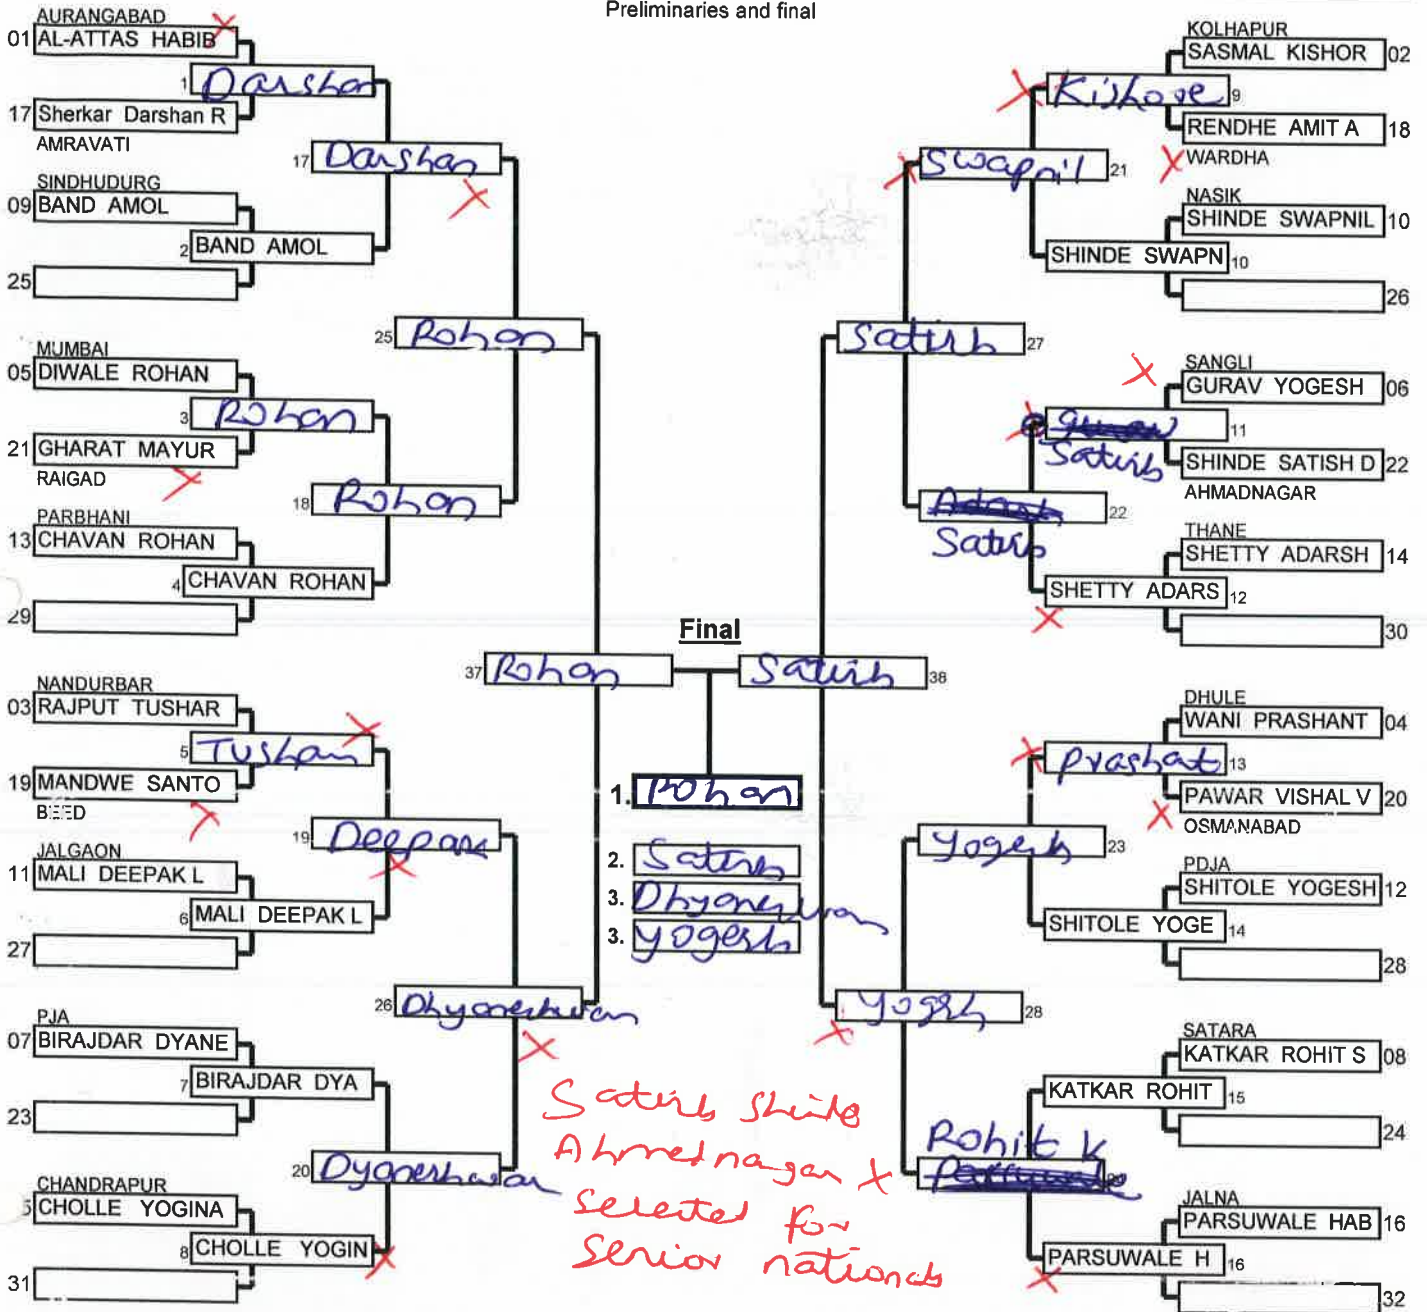 Preliminaries and final
AURANGABAD
01 AL-ATTAS HABIB
1 Darshan
17 Sherkar Darshan R
AMRAVATI
17 Darshan
SINDHUDURG
09 BAND AMOL
2 BAND AMOL
25
25 Rohan
MUMBAI
05 DIWALE ROHAN
3 Rohan
21 GHARAT MAYUR
RAIGAD
18 Rohan
PARBHANI
13 CHAVAN ROHAN
4 CHAVAN ROHAN
29
37 Rohan
NANDURBAR
03 RAJPUT TUSHAR
5 Tushar
19 MANDWE SANTO
BEED
19 Deepak
JALGAON
11 MALI DEEPAK L
6 MALI DEEPAK L
27
26 Dhyoneshwar
PJA
07 BIRAJDAR DYANE
7 BIRAJDAR DYA
23
20 Dyoneshwar
CHANDRAPUR
5 CHOLLE YOGINA
8 CHOLLE YOGIN
31
Final
1. Rohan
2. Satish
3. Dhyoneswar
3. Yogesh
KOLHAPUR
SASMAL KISHOR 02
Kishore 9
RENDHE AMIT A 18
WARDHA
Swapnil 21
NASIK
SHINDE SWAPNIL 10
SHINDE SWAPN 10
26
Satish 27
SANGLI
GURAV YOGESH 06
Gurav 11
Satish
SHINDE SATISH D 22
AHMADNAGAR
Adarsh 22
Satish
THANE
SHETTY ADARSH 14
SHETTY ADARS 12
30
Satish 38
DHULE
WANI PRASHANT 04
Prashat 13
PAWAR VISHAL V 20
OSMANABAD
Yogesh 23
PDJA
SHITOLE YOGESH 12
SHITOLE YOGE 14
28
Yogesh 28
SATARA
KATKAR ROHIT S 08
KATKAR ROHIT 15
24
Rohit K
JALNA
PARSUWALE HAB 16
PARSUWALE H 16
32
Satish Shinde
Ahmednagar
selected for
Senior nationals